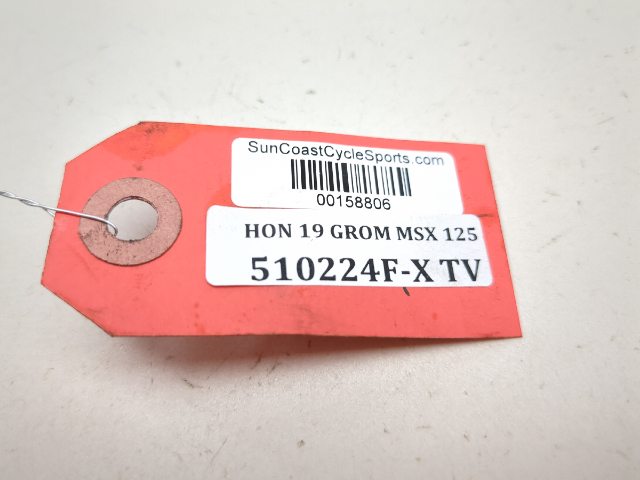 SunCoastCycleSports.com
00158806
HON 19 GROM MSX 125
510224F-X TV